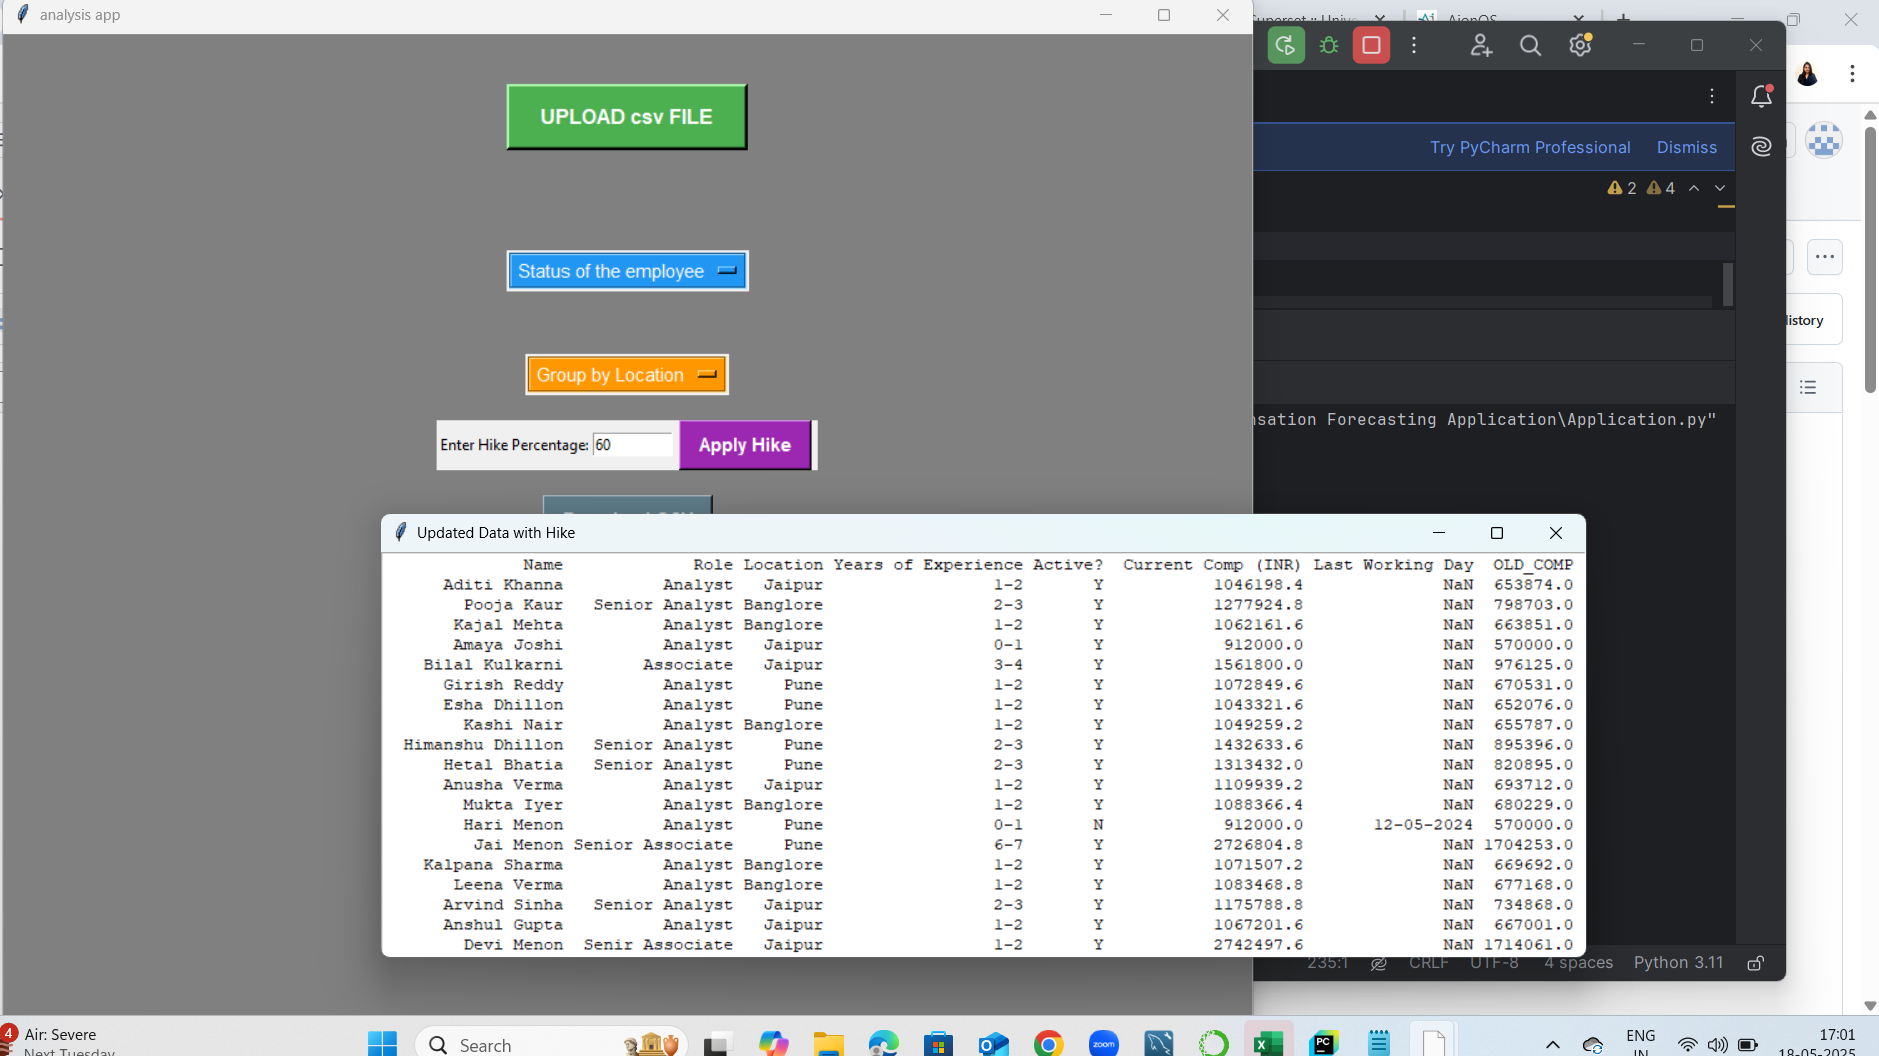 analysis app
AionOS
UPLOAD csv FILE
Try PyCharm Professional Dismiss
2 4
Status of the employee
Group by Location
Enter Hike Percentage: 60 Apply Hike
istory
sation Forecasting Application\Application.py"
Updated Data with Hike
Name Role Location Years of Experience Active? Current Comp (INR) Last Working Day OLD_COMP
Aditi Khanna Analyst Jaipur 1-2 Y 1046198.4 NaN 653874.0
Pooja Kaur Senior Analyst Banglore 2-3 Y 1277924.8 NaN 798703.0
Kajal Mehta Analyst Banglore 1-2 Y 1062161.6 NaN 663851.0
Amaya Joshi Analyst Jaipur 0-1 Y 912000.0 NaN 570000.0
Bilal Kulkarni Associate Jaipur 3-4 Y 1561800.0 NaN 976125.0
Girish Reddy Analyst Pune 1-2 Y 1072849.6 NaN 670531.0
Esha Dhillon Analyst Pune 1-2 Y 1043321.6 NaN 652076.0
Kashi Nair Analyst Banglore 1-2 Y 1049259.2 NaN 655787.0
Himanshu Dhillon Senior Analyst Pune 2-3 Y 1432633.6 NaN 895396.0
Hetal Bhatia Senior Analyst Pune 2-3 Y 1313432.0 NaN 820895.0
Anusha Verma Analyst Jaipur 1-2 Y 1109939.2 NaN 693712.0
Mukta Iyer Analyst Banglore 1-2 Y 1088366.4 NaN 680229.0
Hari Menon Analyst Pune 0-1 N 912000.0 12-05-2024 570000.0
Jai Menon Senior Associate Pune 6-7 Y 2726804.8 NaN 1704253.0
Kalpana Sharma Analyst Banglore 1-2 Y 1071507.2 NaN 669692.0
Leena Verma Analyst Banglore 1-2 Y 1083468.8 NaN 677168.0
Arvind Sinha Senior Analyst Jaipur 2-3 Y 1175788.8 NaN 734868.0
Anshul Gupta Analyst Jaipur 1-2 Y 1067201.6 NaN 667001.0
Devi Menon Senir Associate Jaipur 1-2 Y 2742497.6 NaN 1714061.0
235:1 CRLF UTF-8 4 spaces Python 3.11
4 Air: Severe
Next Tuesday
Search
zoom
PC
ENG
IN
17:01
18-05-2025